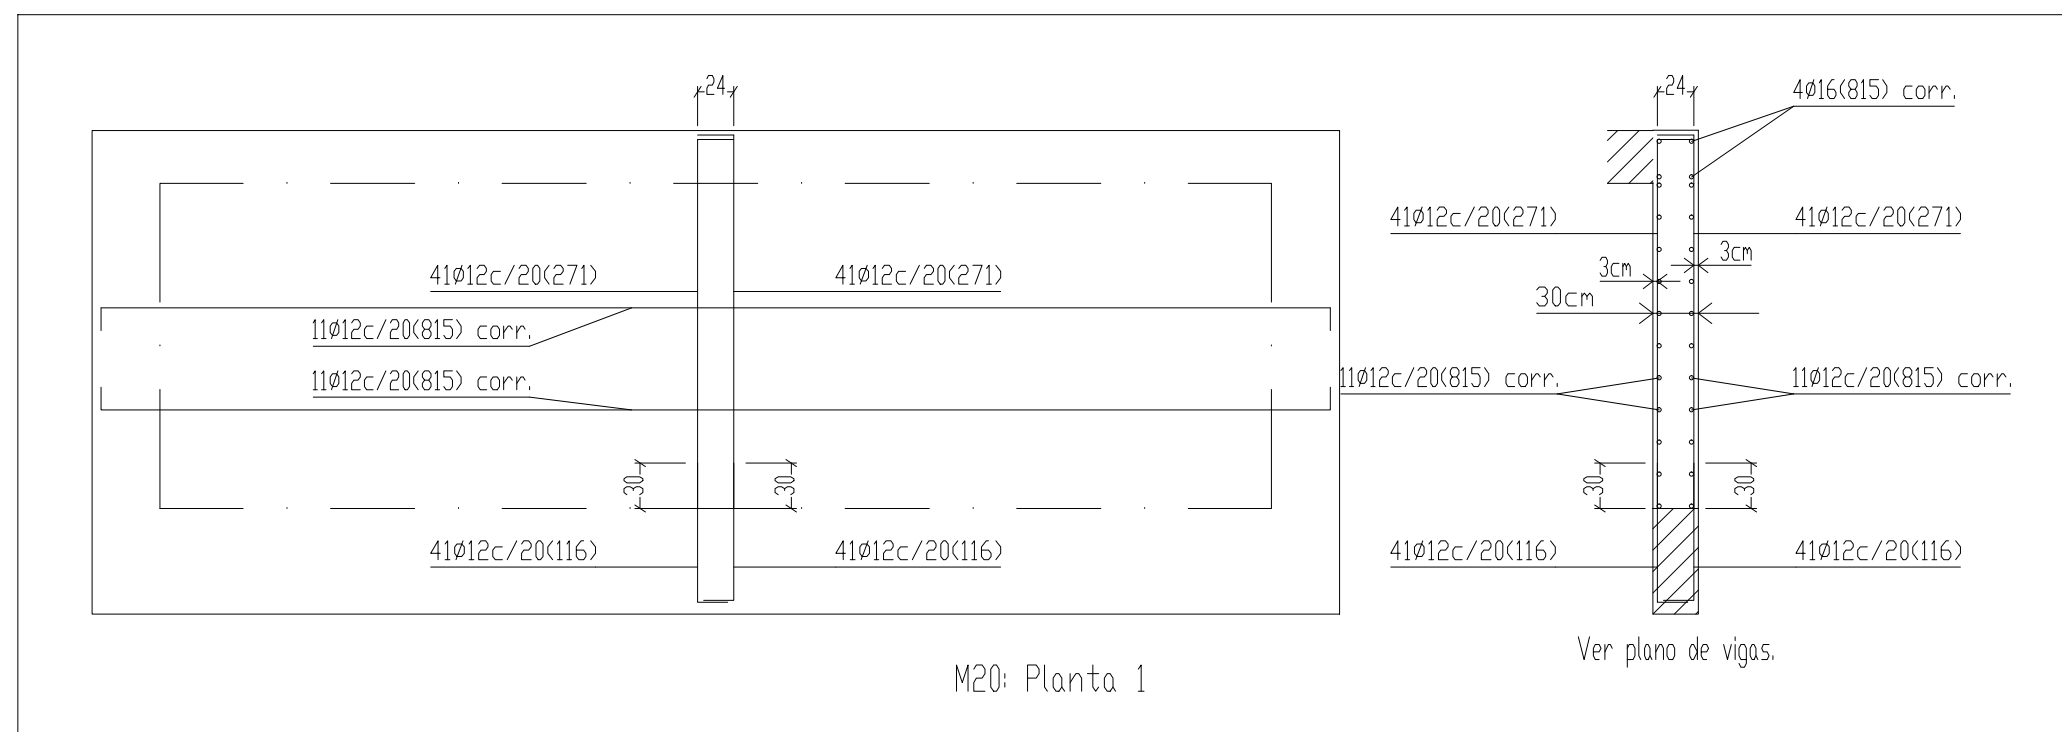 24
24
4ø16(815) corr.
41ø12c/20(271)
41ø12c/20(271)
3cm
3cm
41ø12c/20(271)
41ø12c/20(271)
30cm
11ø12c/20(815) corr.
11ø12c/20(815) corr.
11ø12c/20(815) corr.
11ø12c/20(815) corr.
30
30
30
30
41ø12c/20(116)
41ø12c/20(116)
41ø12c/20(116)
41ø12c/20(116)
Ver plano de vigas.
M20: Planta 1